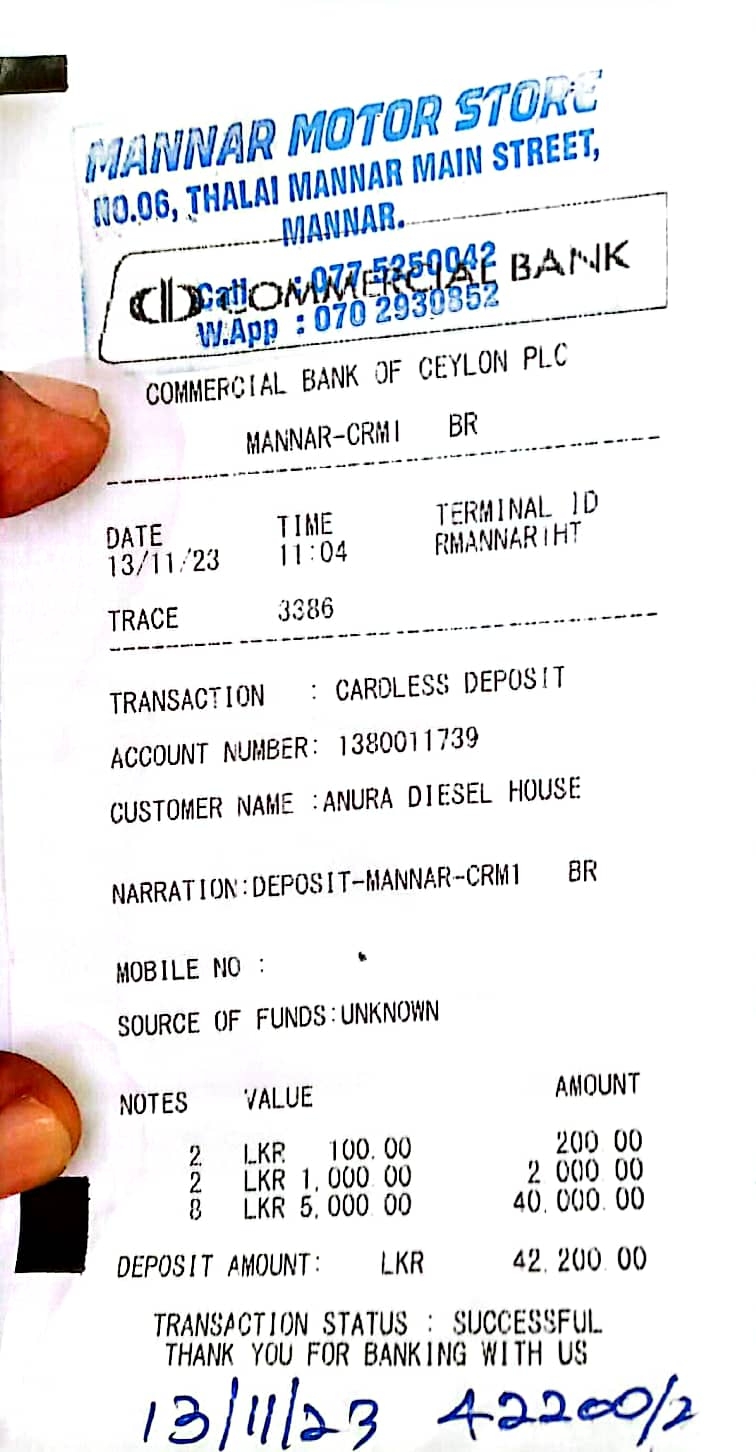 MANNAR MOTOR STORE
NO.06, THALAI MANNAR MAIN STREET,
MANNAR.
COMMERCIAL BANK
Call : 077 5250042
W.App : 070 2930852
COMMERCIAL BANK OF CEYLON PLC
MANNAR-CRM1 BR
DATE TIME TERMINAL ID
13/11/23 11:04 RMANNAR1HT
TRACE 3386
TRANSACTION : CARDLESS DEPOSIT
ACCOUNT NUMBER: 1380011739
CUSTOMER NAME :ANURA DIESEL HOUSE
NARRATION:DEPOSIT-MANNAR-CRM1 BR
MOBILE NO :
SOURCE OF FUNDS:UNKNOWN
NOTES VALUE AMOUNT
2 LKR 100.00 200.00
2 LKR 1,000.00 2,000.00
8 LKR 5,000.00 40,000.00
DEPOSIT AMOUNT: LKR 42,200.00
TRANSACTION STATUS : SUCCESSFUL
THANK YOU FOR BANKING WITH US
13/11/23 42200/2